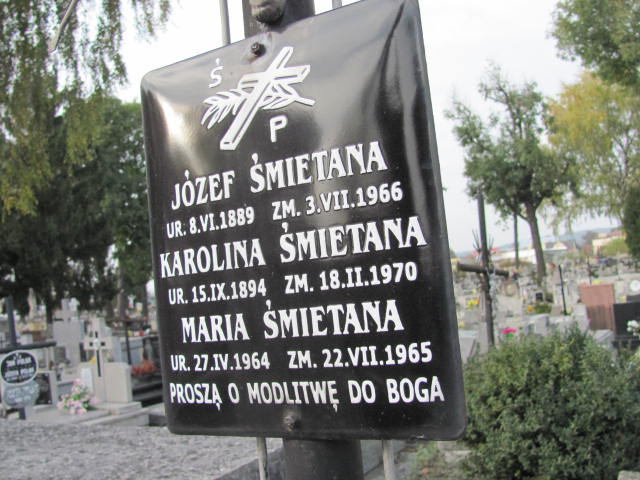 Ś
P
JÓZEF ŚMIETANA
UR. 8.VI.1889 ZM. 3.VII.1966
KAROLINA ŚMIETANA
UR. 15.IX.1894 ZM. 18.II.1970
MARIA ŚMIETANA
UR. 27.IV.1964 ZM. 22.VII.1965
PROSZĄ O MODLITWĘ DO BOGA